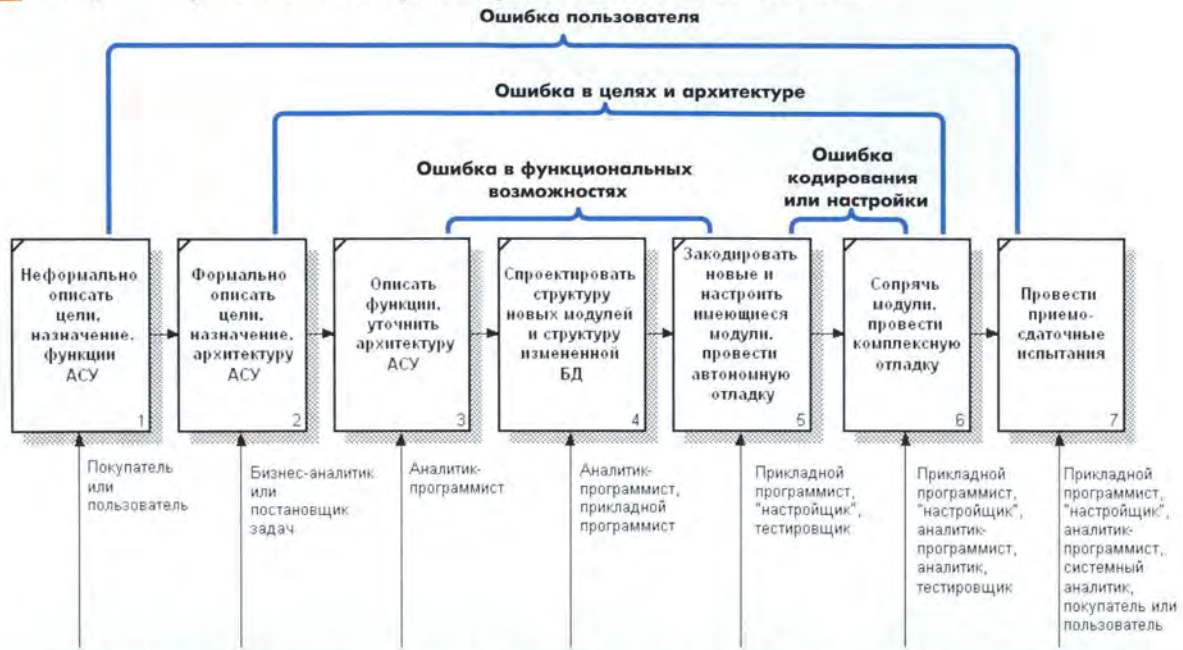 Ошибка пользователя
Ошибка в целях и архитектуре
Ошибка в функциональных
возможностях
Ошибка
кодирования
или настройки
Неформально
описать
цели,
назначение,
функции
АСУ
1
Формально
описать
цели,
назначение,
архитектуру
АСУ
2
Описать
функции,
уточнить
архитектуру
АСУ
3
Спроектировать
структуру
новых модулей
и структуру
измененной
БД
4
Закодировать
новые и
настроить
имеющиеся
модули,
провести
автономную
отладку
5
Сопрячь
модули,
провести
комплексную
отладку
6
Провести
приемо-
сдаточные
испытания
7
Покупатель
или
пользователь
Бизнес-аналитик
или
постановщик
задач
Аналитик-
программист
Аналитик-
программист,
прикладной
программист
Прикладной
программист,
"настройщик",
тестировщик
Прикладной
программист,
"настройщик",
аналитик-
программист,
аналитик,
тестировщик
Прикладной
программист,
"настройщик",
аналитик-
программист,
системный
аналитик,
покупатель или
пользователь